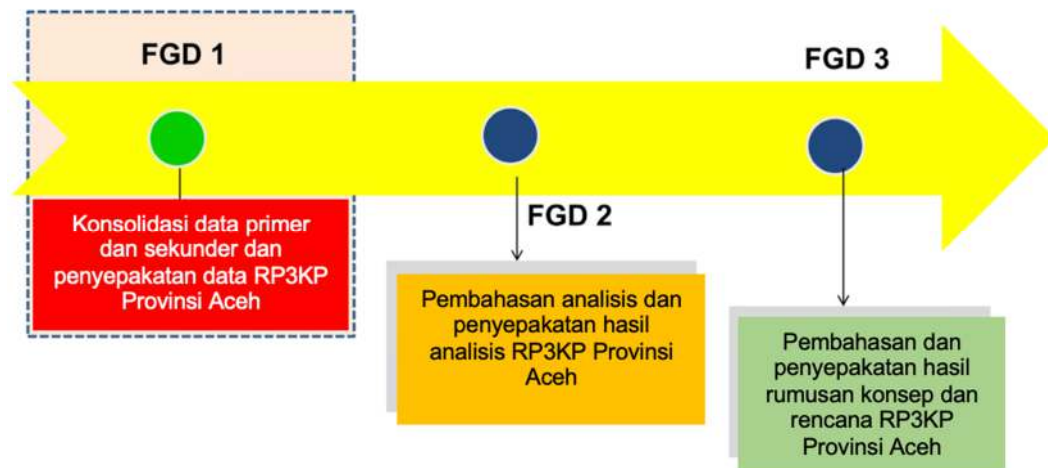 FGD 1
Konsolidasi data primer
dan sekunder dan
penyepakatan data RP3KP
Provinsi Aceh
FGD 2
Pembahasan analisis dan
penyepakatan hasil
analisis RP3KP Provinsi
Aceh
FGD 3
Pembahasan dan
penyepakatan hasil
rumusan konsep dan
rencana RP3KP
Provinsi Aceh